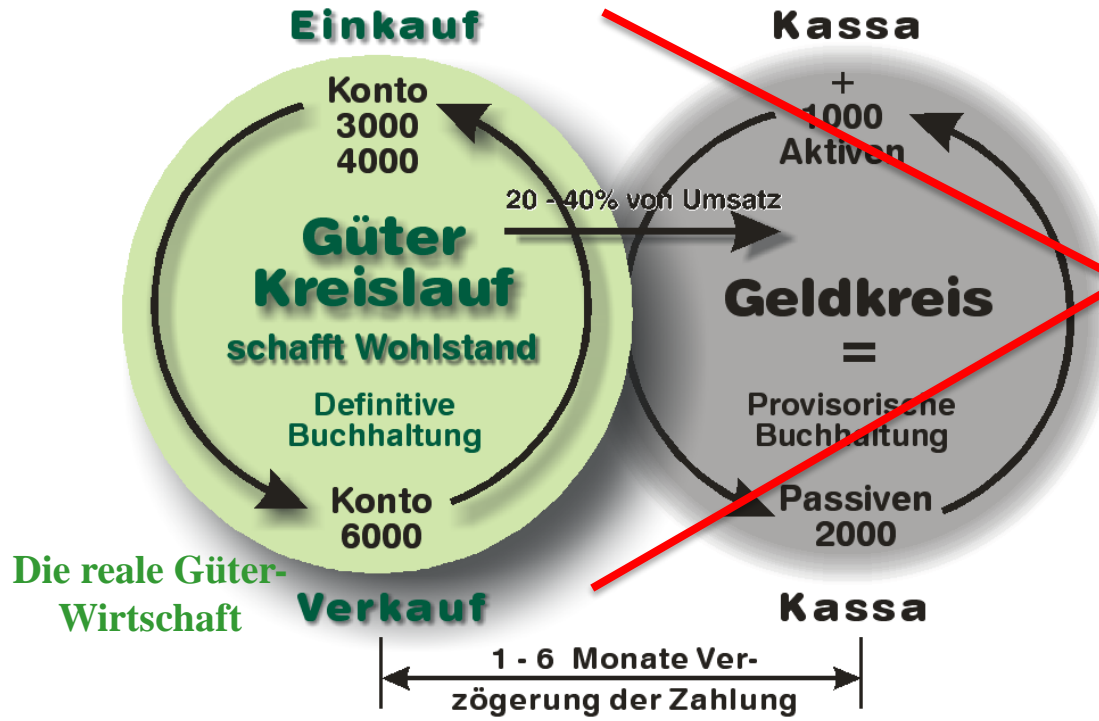 Einkauf
Konto
3000
4000
Güter
Kreislauf
schafft Wohlstand
Definitive
Buchhaltung
Konto
6000
Verkauf
Die reale Güter-
Wirtschaft
20 - 40% von Umsatz
Kassa
+
1000
Aktiven
Geldkreis
=
Provisorische
Buchhaltung
Passiven
2000
Kassa
1 - 6 Monate Ver-
zögerung der Zahlung